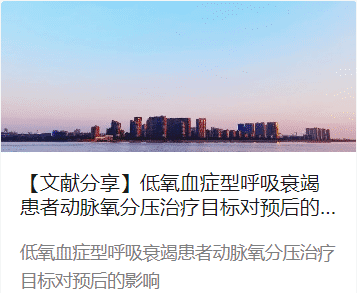 【文献分享】低氧血症型呼吸衰竭
患者动脉氧分压治疗目标对预后的...
低氧血症型呼吸衰竭患者动脉氧分压治疗
目标对预后的影响